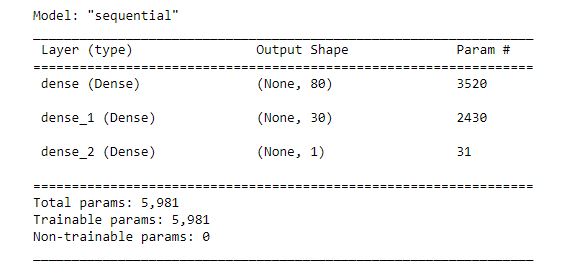 Model: "sequential"
Layer (type) Output Shape Param #
dense (Dense) (None, 80) 3520
dense_1 (Dense) (None, 30) 2430
dense_2 (Dense) (None, 1) 31
Total params: 5,981
Trainable params: 5,981
Non-trainable params: 0